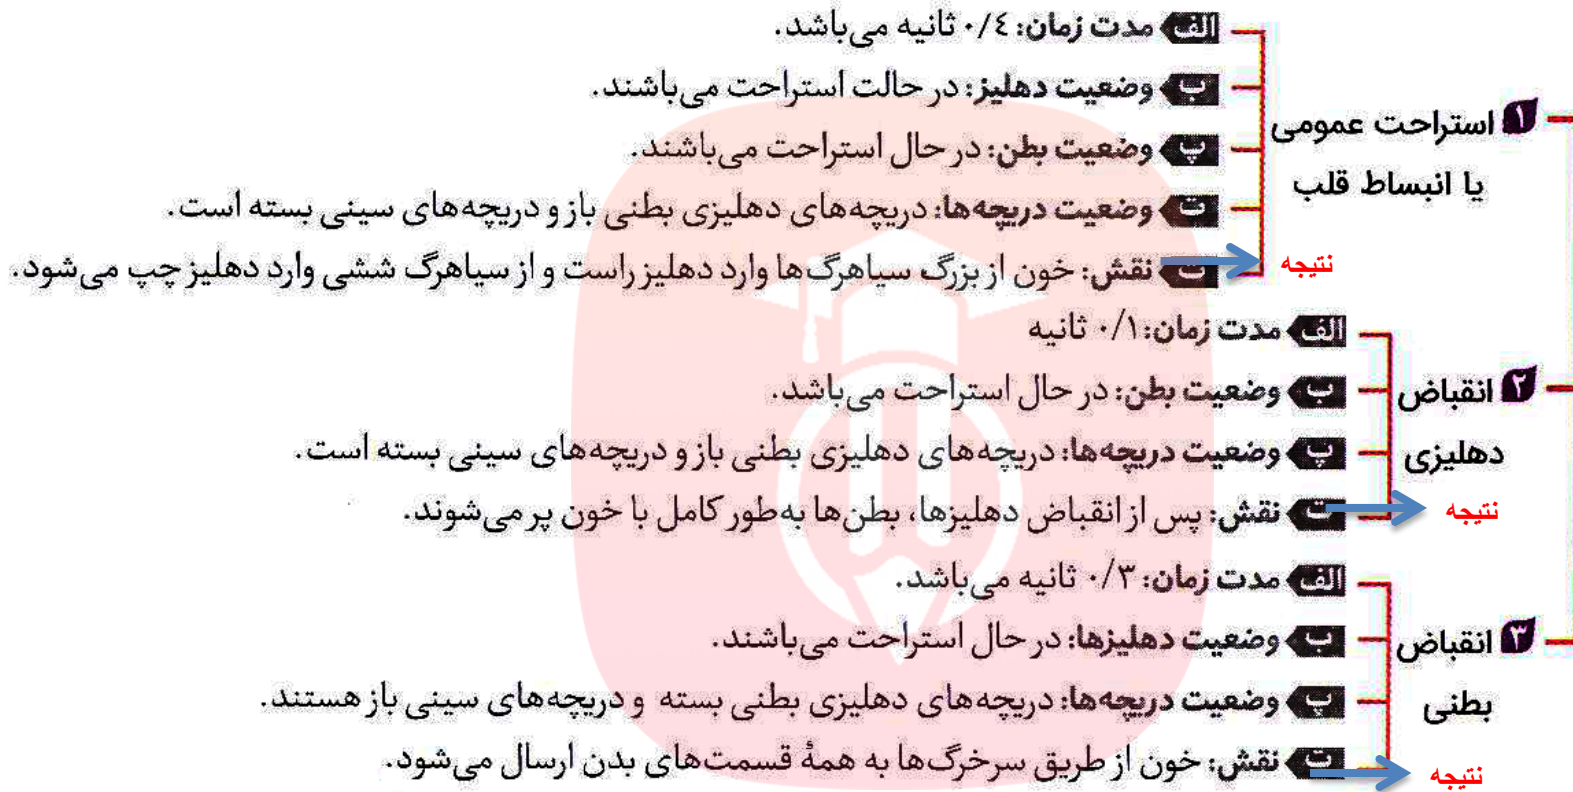 الف مدت زمان: ۰/٤ ثانیه می‌باشد.
ب وضعیت دهلیز: در حالت استراحت می‌باشند.
۱ استراحت عمومی
یا انبساط قلب
پ وضعیت بطن: در حال استراحت می‌باشند.
ت وضعیت دریچه‌ها: دریچه‌های دهلیزی بطنی باز و دریچه‌های سینی بسته است.
نتیجه
ث نقش: خون از بزرگ سیاهرگ‌ها وارد دهلیز راست و از سیاهرگ ششی وارد دهلیز چپ می‌شود.
الف مدت زمان: ۰/۱ ثانیه
۲ انقباض
دهلیزی
ب وضعیت بطن: در حال استراحت می‌باشد.
پ وضعیت دریچه‌ها: دریچه‌های دهلیزی بطنی باز و دریچه‌های سینی بسته است.
نتیجه
ت نقش: پس از انقباض دهلیزها، بطن‌ها به‌طور کامل با خون پر می‌شوند.
الف مدت زمان: ۰/۳ ثانیه می‌باشد.
۳ انقباض
بطنی
ب وضعیت دهلیزها: در حال استراحت می‌باشند.
پ وضعیت دریچه‌ها: دریچه‌های دهلیزی بطنی بسته و دریچه‌های سینی باز هستند.
نتیجه
ت نقش: خون از طریق سرخرگ‌ها به همهٔ قسمت‌های بدن ارسال می‌شود.